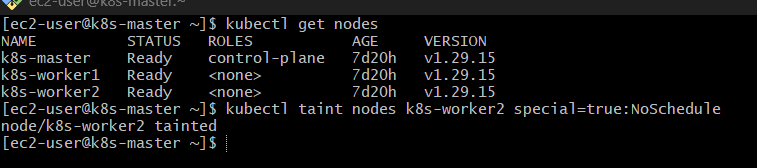 ec2-user@k8s-master:~
[ec2-user@k8s-master ~]$ kubectl get nodes
NAME          STATUS   ROLES           AGE     VERSION
k8s-master    Ready    control-plane   7d20h   v1.29.15
k8s-worker1   Ready    <none>          7d20h   v1.29.15
k8s-worker2   Ready    <none>          7d20h   v1.29.15
[ec2-user@k8s-master ~]$ kubectl taint nodes k8s-worker2 special=true:NoSchedule
node/k8s-worker2 tainted
[ec2-user@k8s-master ~]$